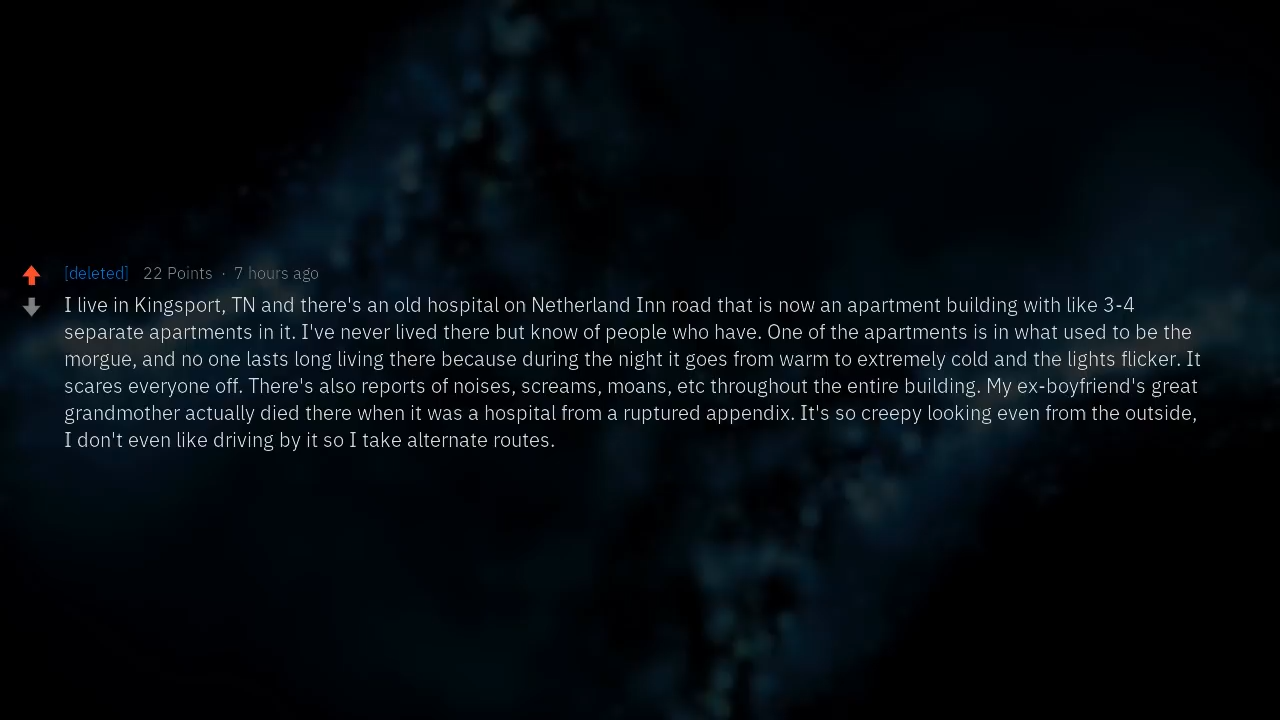 [deleted] 22 Points · 7 hours ago
I live in Kingsport, TN and there's an old hospital on Netherland Inn road that is now an apartment building with like 3-4
separate apartments in it. I've never lived there but know of people who have. One of the apartments is in what used to be the
morgue, and no one lasts long living there because during the night it goes from warm to extremely cold and the lights flicker. It
scares everyone off. There's also reports of noises, screams, moans, etc throughout the entire building. My ex-boyfriend's great
grandmother actually died there when it was a hospital from a ruptured appendix. It's so creepy looking even from the outside,
I don't even like driving by it so I take alternate routes.